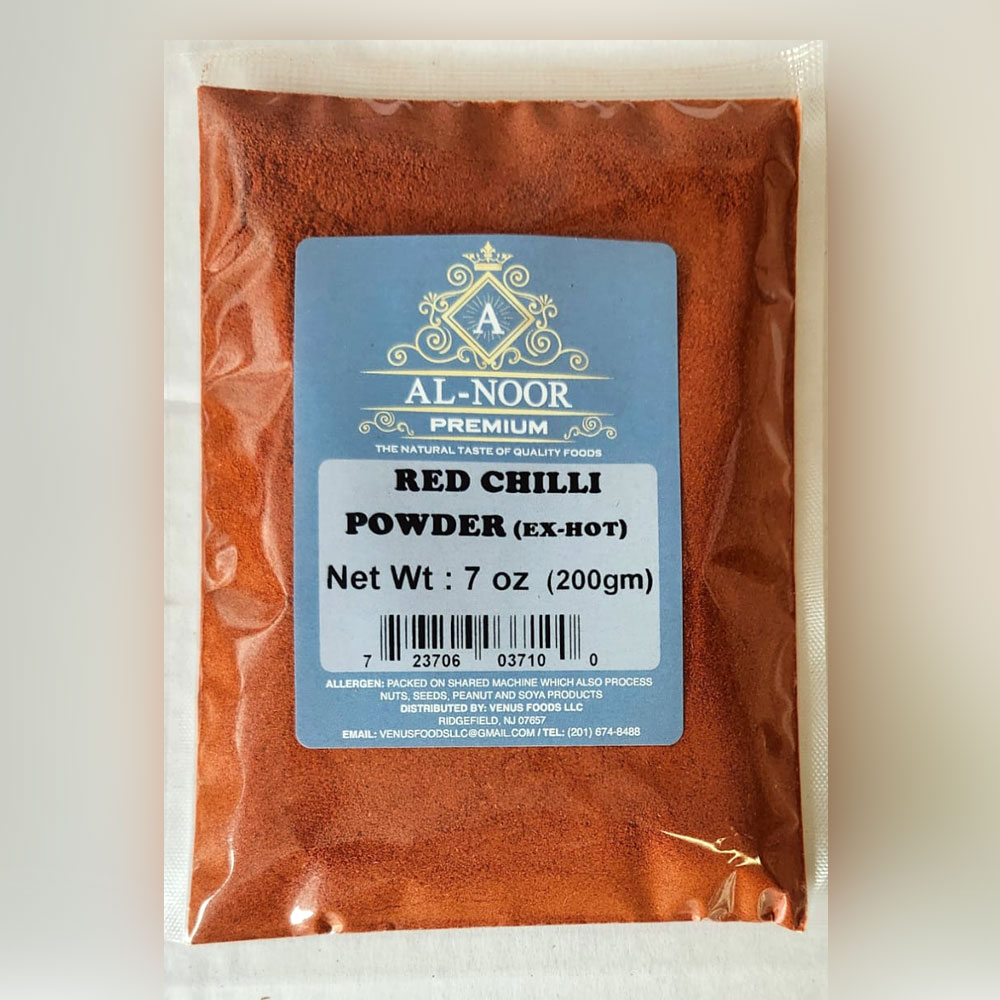 A
AL-NOOR
PREMIUM
THE NATURAL TASTE OF QUALITY FOODS
RED CHILLI
POWDER (EX-HOT)
Net Wt : 7 oz (200gm)
7 23706 03710 0
ALLERGEN: PACKED ON SHARED MACHINE WHICH ALSO PROCESS
NUTS, SEEDS, PEANUT AND SOYA PRODUCTS
DISTRIBUTED BY: VENUS FOODS LLC
RIDGEFIELD, NJ 07657
EMAIL: VENUSFOODSLLC@GMAIL.COM / TEL: (201) 674-8488